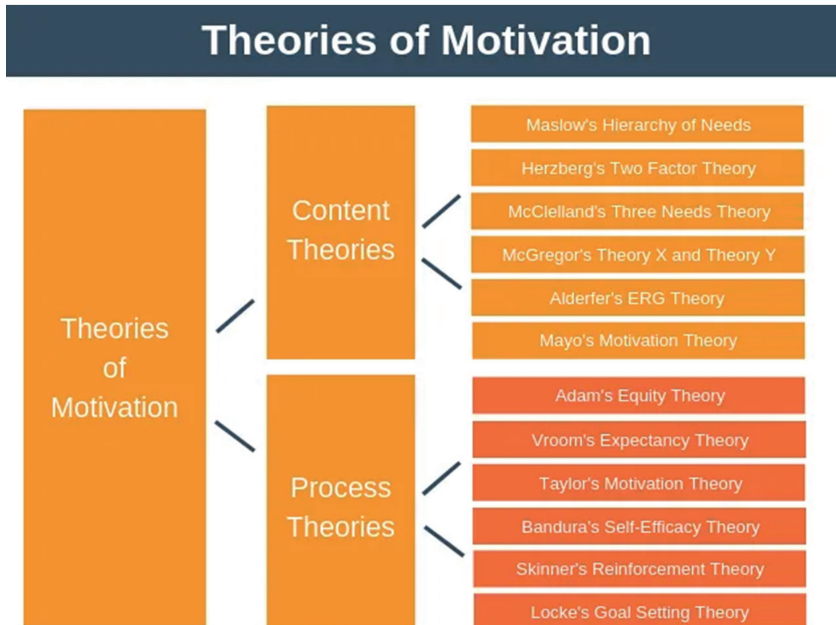 Theories of Motivation
Theories
of
Motivation
Content
Theories
Maslow's Hierarchy of Needs
Herzberg's Two Factor Theory
McClelland's Three Needs Theory
McGregor's Theory X and Theory Y
Alderfer's ERG Theory
Mayo's Motivation Theory
Process
Theories
Adam's Equity Theory
Vroom's Expectancy Theory
Taylor's Motivation Theory
Bandura's Self-Efficacy Theory
Skinner's Reinforcement Theory
Locke's Goal Setting Theory